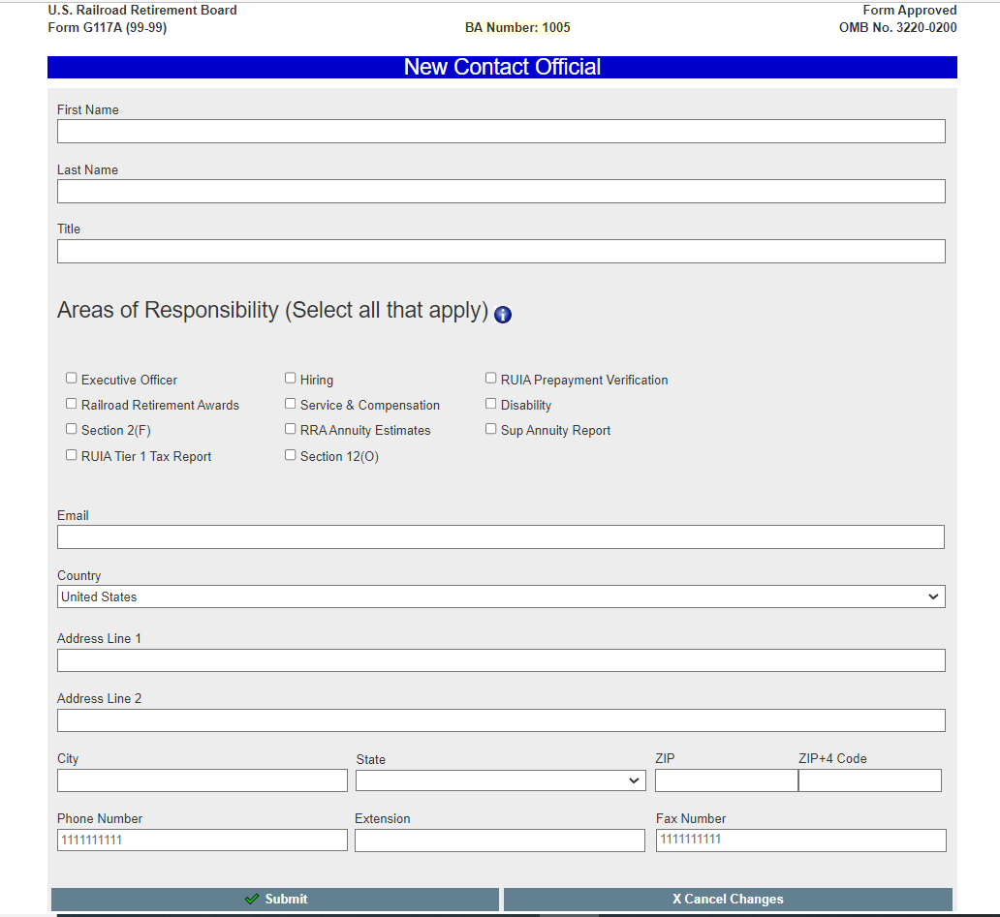 U.S. Railroad Retirement Board Form Approved
Form G117A (99-99) BA Number: 1005 OMB No. 3220-0200
New Contact Official
First Name
Last Name
Title
Areas of Responsibility (Select all that apply)
Executive Officer Hiring RUIA Prepayment Verification
Railroad Retirement Awards Service & Compensation Disability
Section 2(F) RRA Annuity Estimates Sup Annuity Report
RUIA Tier 1 Tax Report Section 12(O)
Email
Country
United States
Address Line 1
Address Line 2
City State ZIP ZIP+4 Code
Phone Number Extension Fax Number
1111111111 1111111111
Submit X Cancel Changes